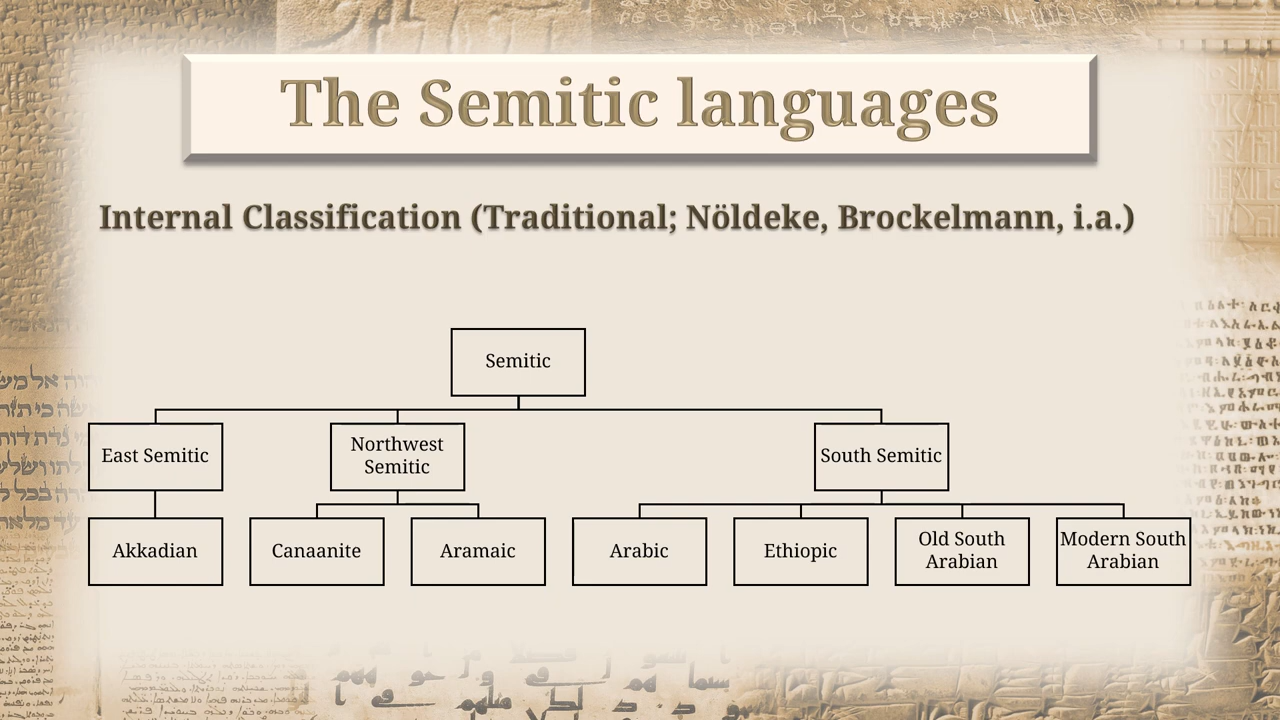 The Semitic languages
Internal Classification (Traditional; Nöldeke, Brockelmann, i.a.)
Semitic
East Semitic
Northwest
Semitic
South Semitic
Akkadian
Canaanite
Aramaic
Arabic
Ethiopic
Old South
Arabian
Modern South
Arabian